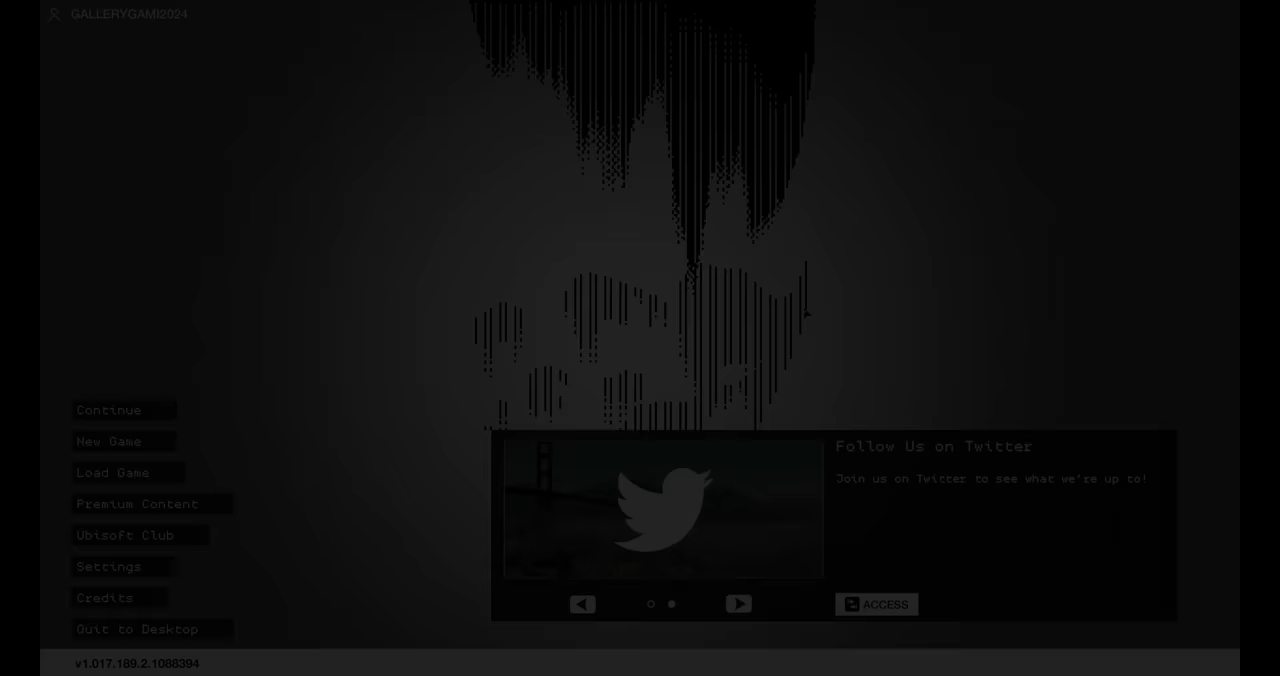 GALLERYGAMI2024
Continue
New Game
Load Game
Premium Content
Ubisoft Club
Settings
Credits
Quit to Desktop
Follow Us on Twitter
Join us on Twitter to see what we're up to!
ACCESS
v1.017.189.2.1068394